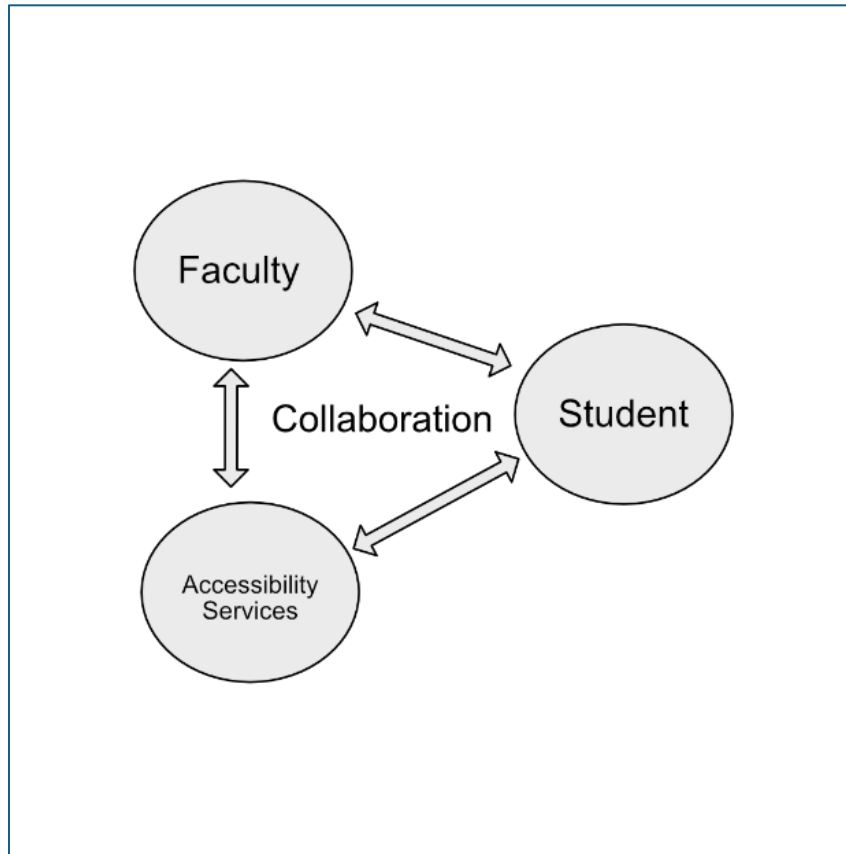 Faculty
Collaboration
Student
Accessibility
Services